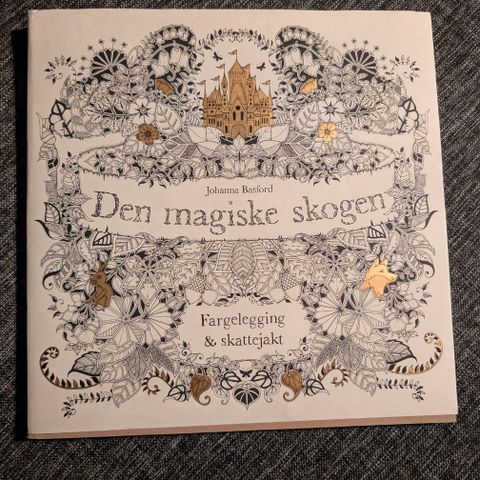 Johanna Basford
Den magiske skogen
Fargelegging
& skattejakt